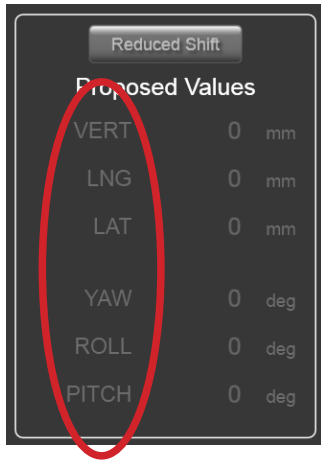 Reduced Shift
Proposed Values
VERT 0 mm
LNG 0 mm
LAT 0 mm
YAW 0 deg
ROLL 0 deg
PITCH 0 deg